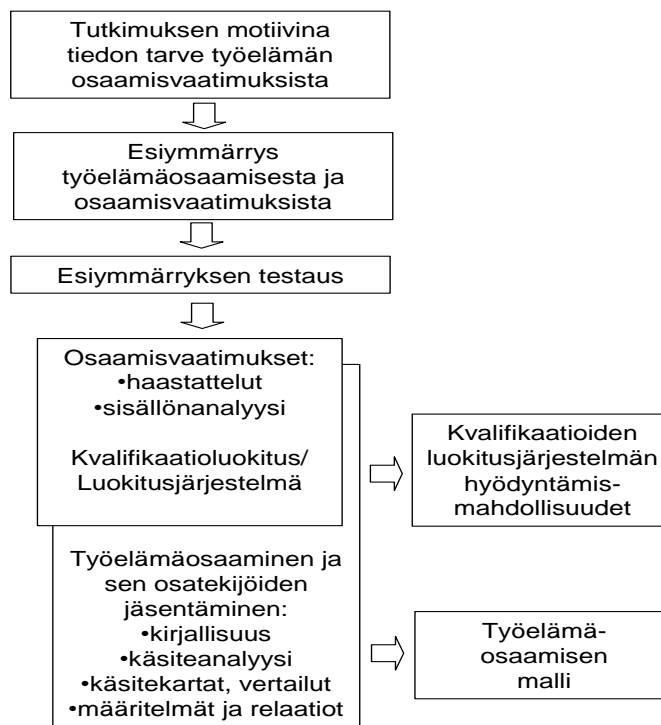 Tutkimuksen motiivina
tiedon tarve työelämän
osaamisvaatimuksista
Esiymmärrys
työelämäosaamisesta ja
osaamisvaatimuksista
Esiymmärryksen testaus
Osaamisvaatimukset:
•haastattelut
•sisällönanalyysi
Kvalifikaatioluokitus/
Luokitusjärjestelmä
Kvalifikaatioiden
luokitusjärjestelmän
hyödyntämis-
mahdollisuudet
Työelämäosaaminen ja
sen osatekijöiden
jäsentäminen:
•kirjallisuus
•käsiteanalyysi
•käsitekartat, vertailut
•määritelmät ja relaatiot
Työelämä-
osaamisen
malli